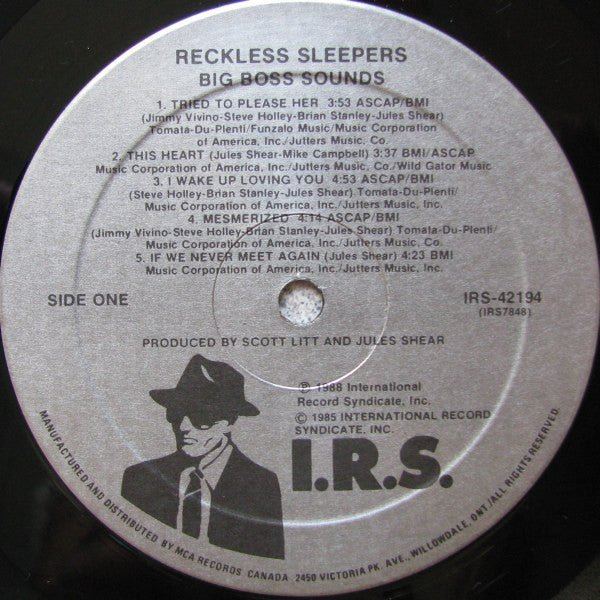 RECKLESS SLEEPERS
BIG BOSS SOUNDS
1. TRIED TO PLEASE HER 3:53 ASCAP/BMI
(Jimmy Vivino-Steve Holley-Brian Stanley-Jules Shear)
Tomata-Du-Plenti/Funzalo Music/Music Corporation
of America, Inc./Jutters Music, Co.
2. THIS HEART (Jules Shear-Mike Campbell) 3:37 BMI/ASCAP
Music Corporation of America, Inc./Jutters Music, Co./Wild Gator Music
3. I WAKE UP LOVING YOU 4:53 ASCAP/BMI
(Steve Holley-Brian Stanley-Jules Shear) Tomata-Du-Plenti/
Music Corporation of America, Inc./Jutters Music, Inc.
4. MESMERIZED 4:14 ASCAP/BMI
(Jimmy Vivino-Steve Holley-Brian Stanley-Jules Shear) Tomata-Du-Plenti/
Music Corporation of America, Inc./Jutters Music, Inc.
5. IF WE NEVER MEET AGAIN (Jules Shear) 4:23 BMI
Music Corporation of America, Inc./Jutters Music, Inc.
SIDE ONE
IRS-42194
(IRS7848)
PRODUCED BY SCOTT LITT AND JULES SHEAR
℗ 1988 International
Record Syndicate, Inc.
© 1985 INTERNATIONAL RECORD
SYNDICATE, INC.
I.R.S.
MANUFACTURED AND DISTRIBUTED BY MCA RECORDS CANADA 2450 VICTORIA PK. AVE., WILLOWDALE, ONT./ALL RIGHTS RESERVED.